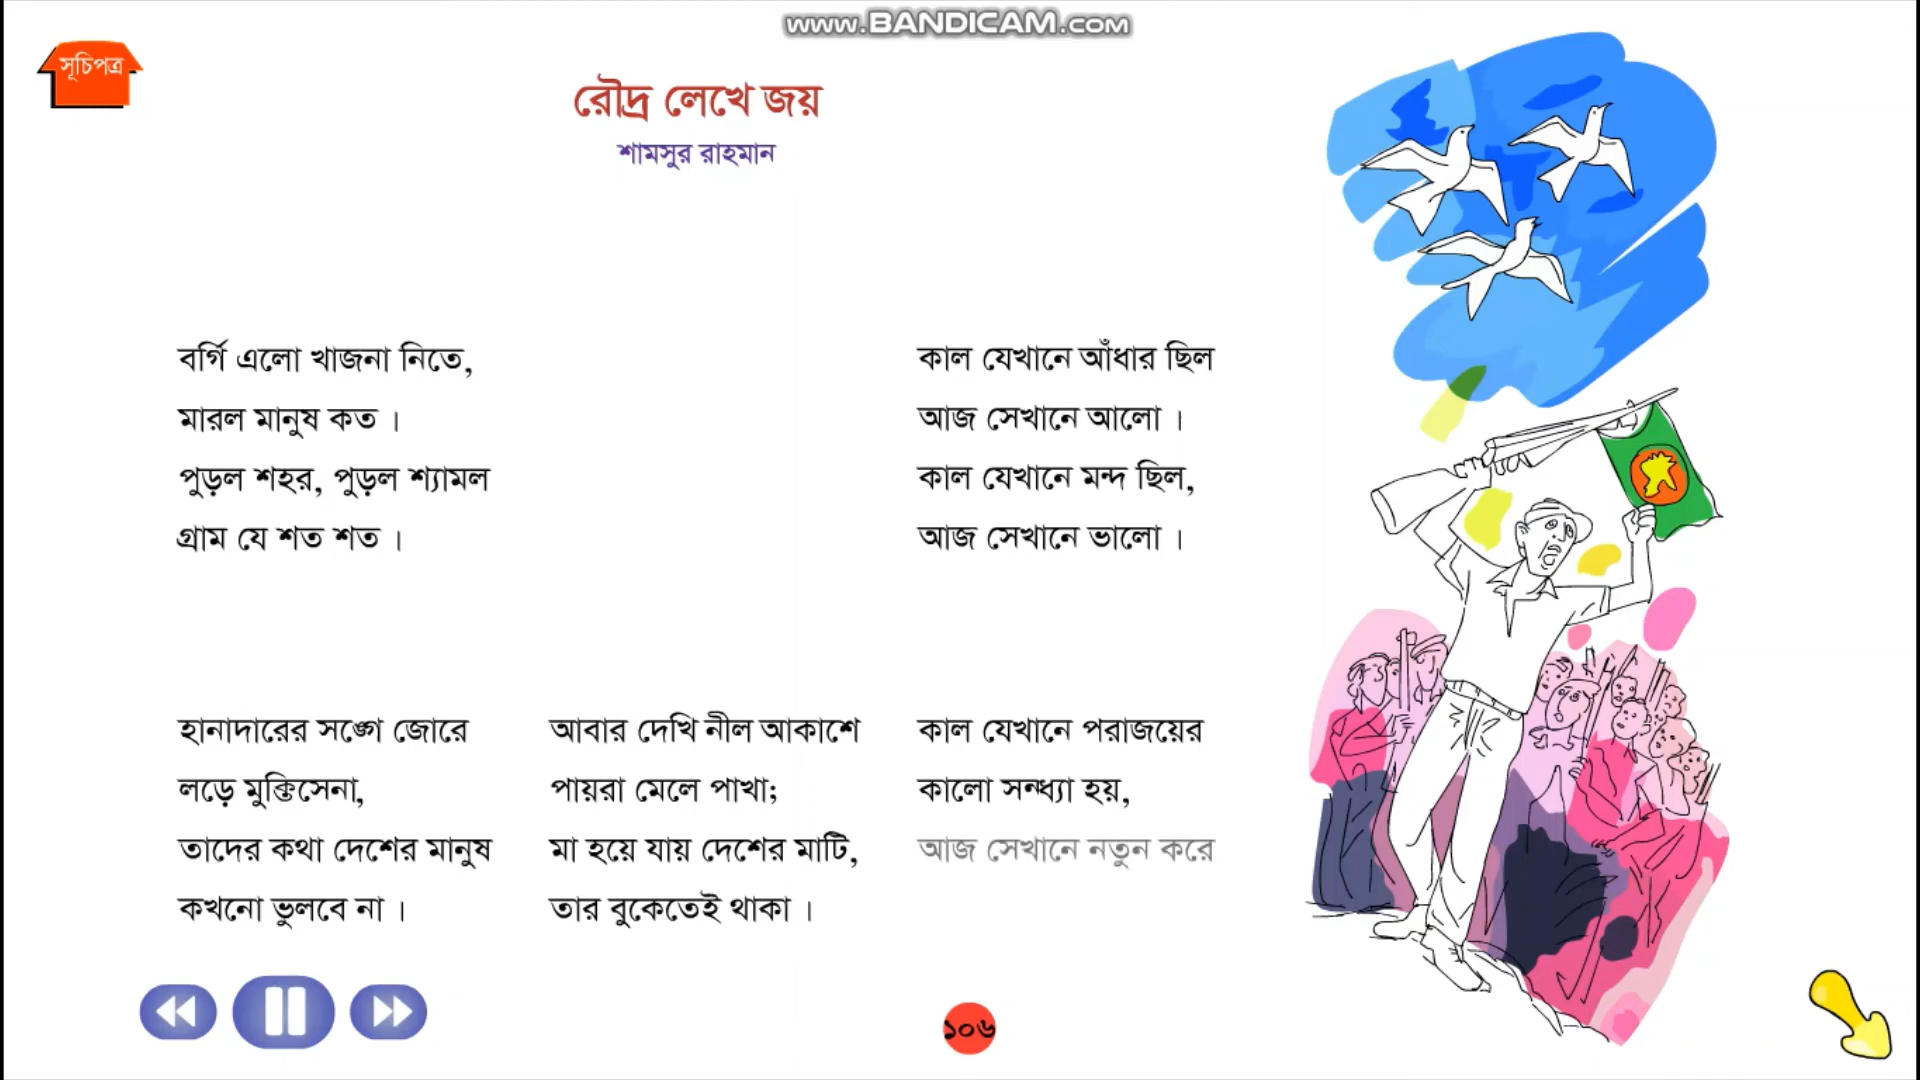 www.BANDICAM.com
সূচিপত্র
রৌদ্র লেখে জয়
শামসুর রাহমান
বর্গি এলো খাজনা নিতে,
মারল মানুষ কত ।
পুড়ল শহর, পুড়ল শ্যামল
গ্রাম যে শত শত ।
হানাদারের সঙ্গে জোরে
লড়ে মুক্তিসেনা,
তাদের কথা দেশের মানুষ
কখনো ভুলবে না ।
আবার দেখি নীল আকাশে
পায়রা মেলে পাখা;
মা হয়ে যায় দেশের মাটি,
তার বুকেতেই থাকা ।
কাল যেখানে আঁধার ছিল
আজ সেখানে আলো ।
কাল যেখানে মন্দ ছিল,
আজ সেখানে ভালো ।
কাল যেখানে পরাজয়ের
কালো সন্ধ্যা হয়,
আজ সেখানে নতুন করে
১০৬